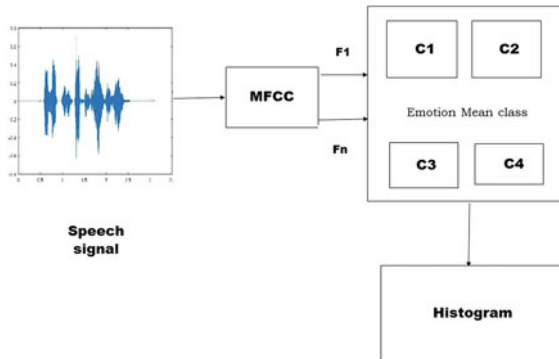 F1
C1
C2
MFCC
Emotion Mean class
Fn
C3
C4
Speech
signal
Histogram